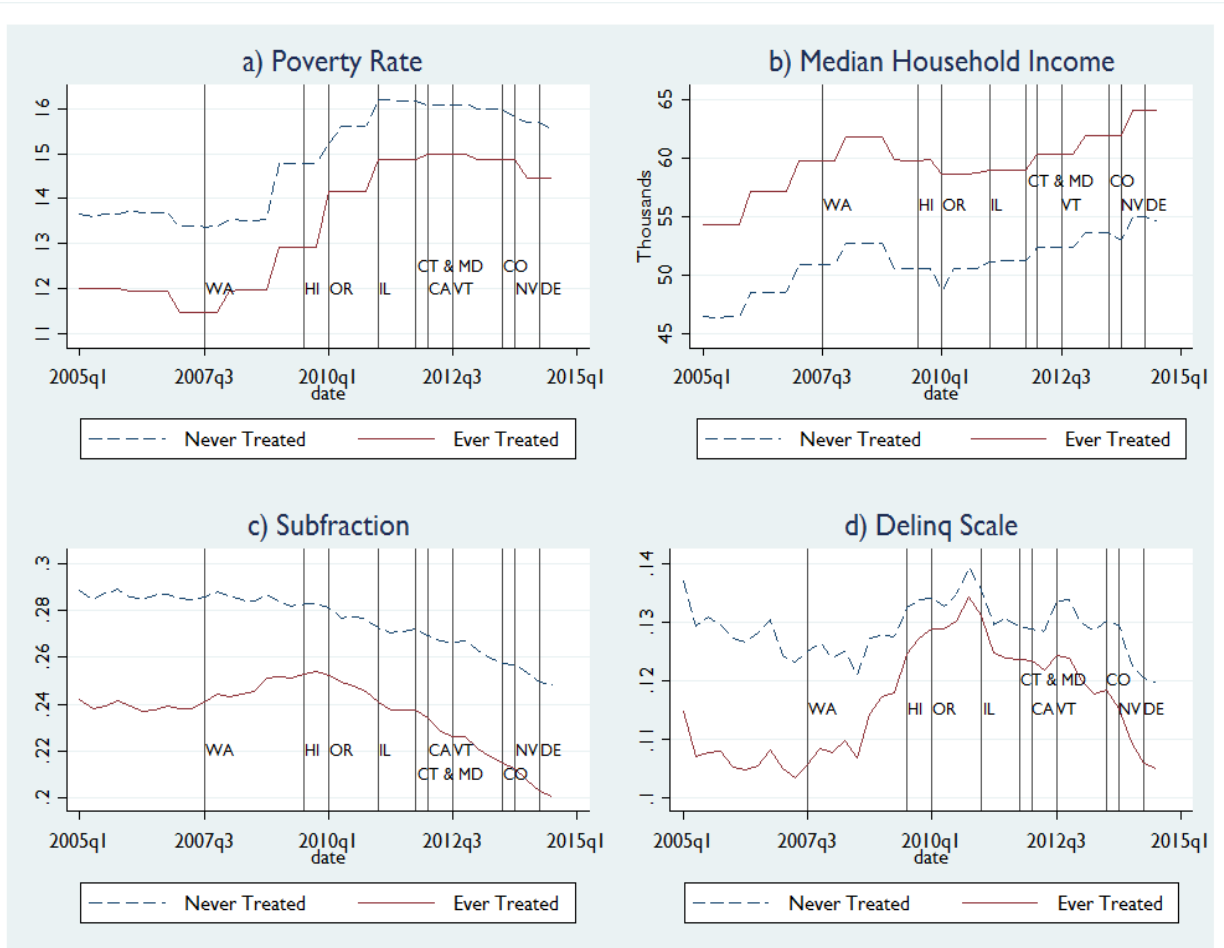 a) Poverty Rate
16
15
14
13
12
11
CT & MD
CO
WA
HI
OR
IL
CA
VT
NV
DE
2005q1
2007q3
2010q1
2012q3
2015q1
date
Never Treated
Ever Treated
b) Median Household Income
Thousands
65
60
55
50
45
CT & MD
CO
WA
HI
OR
IL
VT
NV
DE
2005q1
2007q3
2010q1
2012q3
2015q1
date
Never Treated
Ever Treated
c) Subfraction
.3
.28
.26
.24
.22
.2
WA
HI
OR
IL
CA
VT
NV
DE
CT & MD
CO
2005q1
2007q3
2010q1
2012q3
2015q1
date
Never Treated
Ever Treated
d) Delinq Scale
.14
.13
.12
.11
.1
CT & MD
CO
WA
HI
OR
IL
CA
VT
NV
DE
2005q1
2007q3
2010q1
2012q3
2015q1
date
Never Treated
Ever Treated